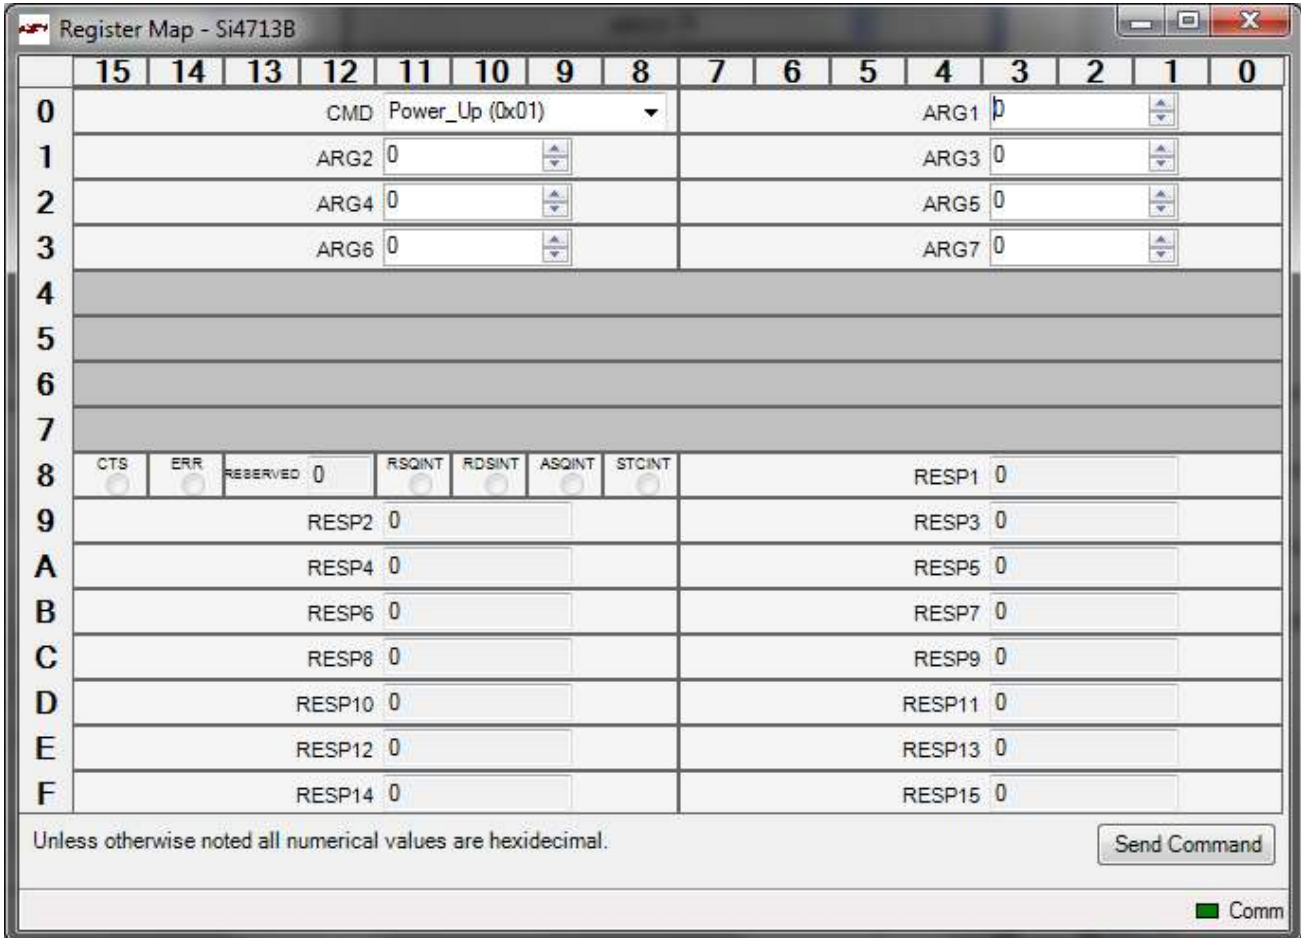 Register Map - Si4713B
15 14 13 12 11 10 9 8 7 6 5 4 3 2 1 0
0 CMD Power_Up (0x01) ARG1 0
1 ARG2 0 ARG3 0
2 ARG4 0 ARG5 0
3 ARG6 0 ARG7 0
4
5
6
7
8 CTS ERR RESERVED 0 RSQINT RDSINT ASQINT STCINT RESP1 0
9 RESP2 0 RESP3 0
A RESP4 0 RESP5 0
B RESP6 0 RESP7 0
C RESP8 0 RESP9 0
D RESP10 0 RESP11 0
E RESP12 0 RESP13 0
F RESP14 0 RESP15 0
Unless otherwise noted all numerical values are hexidecimal.
Send Command
Comm